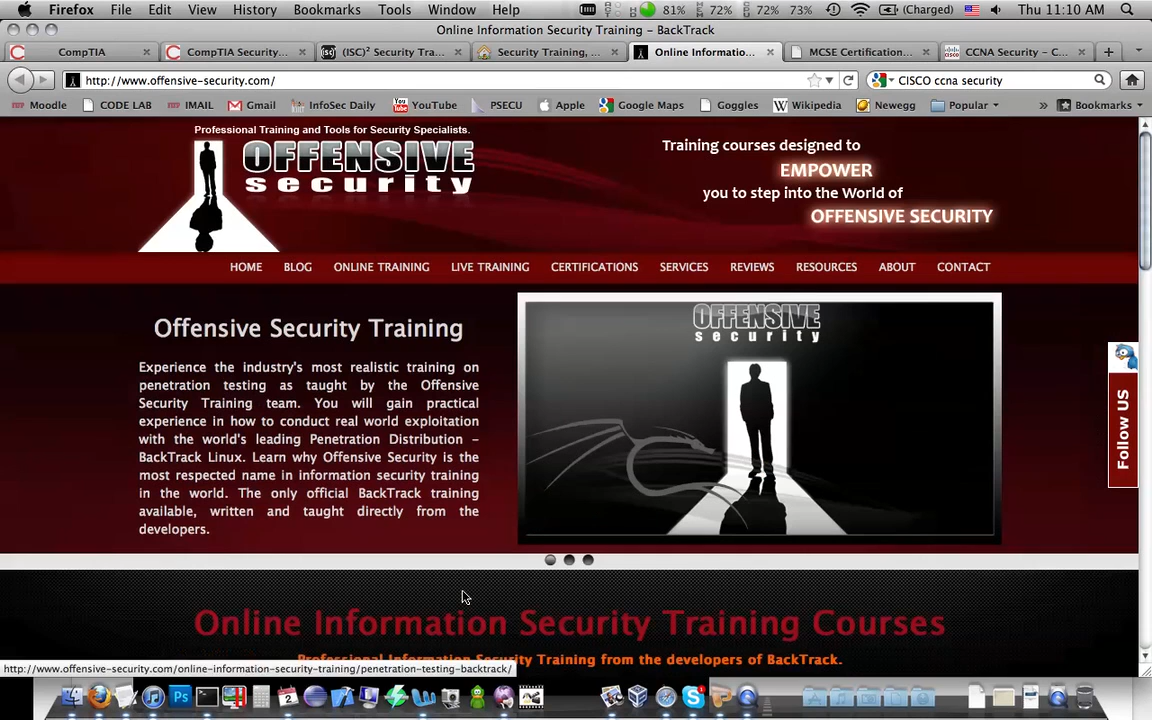 Firefox File Edit View History Bookmarks Tools Window Help 81% 72% 72% 73% (Charged) Thu 11:10 AM
Online Information Security Training – BackTrack
CompTIA CompTIA Security... (ISC)² Security Tra... Security Training, ... Online Informatio... MCSE Certification... CCNA Security – C...
http://www.offensive-security.com/ CISCO ccna security
Moodle CODE LAB IMAIL Gmail InfoSec Daily YouTube PSECU Apple Google Maps Goggles Wikipedia Newegg Popular Bookmarks
Professional Training and Tools for Security Specialists.
OFFENSIVE
security
Training courses designed to
EMPOWER
you to step into the World of
OFFENSIVE SECURITY
HOME BLOG ONLINE TRAINING LIVE TRAINING CERTIFICATIONS SERVICES REVIEWS RESOURCES ABOUT CONTACT
Offensive Security Training
Experience the industry's most realistic training on
penetration testing as taught by the Offensive
Security Training team. You will gain practical
experience in how to conduct real world exploitation
with the world's leading Penetration Distribution –
BackTrack Linux. Learn why Offensive Security is the
most respected name in information security training
in the world. The only official BackTrack training
available, written and taught directly from the
developers.
OFFENSIVE
security
Follow US
Online Information Security Training Courses
Professional Information Security Training from the developers of BackTrack.
http://www.offensive-security.com/online-information-security-training/penetration-testing-backtrack/